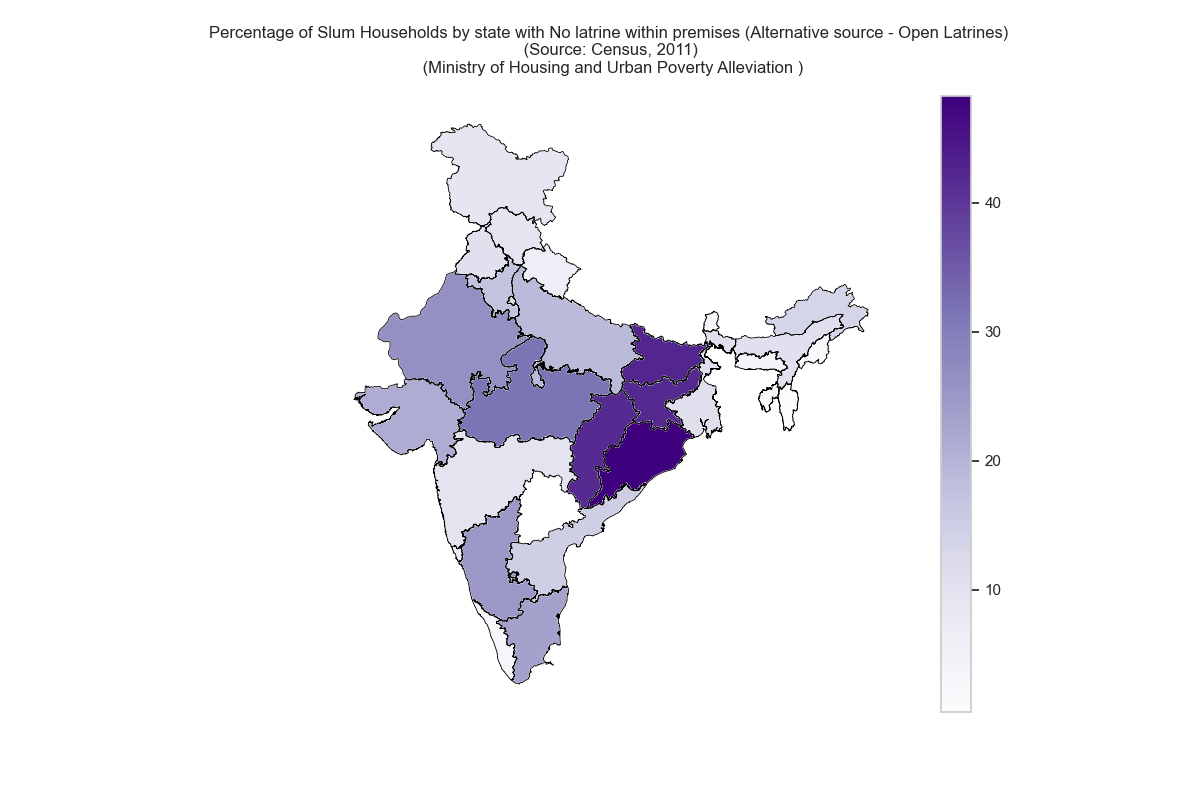 Percentage of Slum Households by state with No latrine within premises (Alternative source - Open Latrines)
(Source: Census, 2011)
(Ministry of Housing and Urban Poverty Alleviation )
40
30
20
10